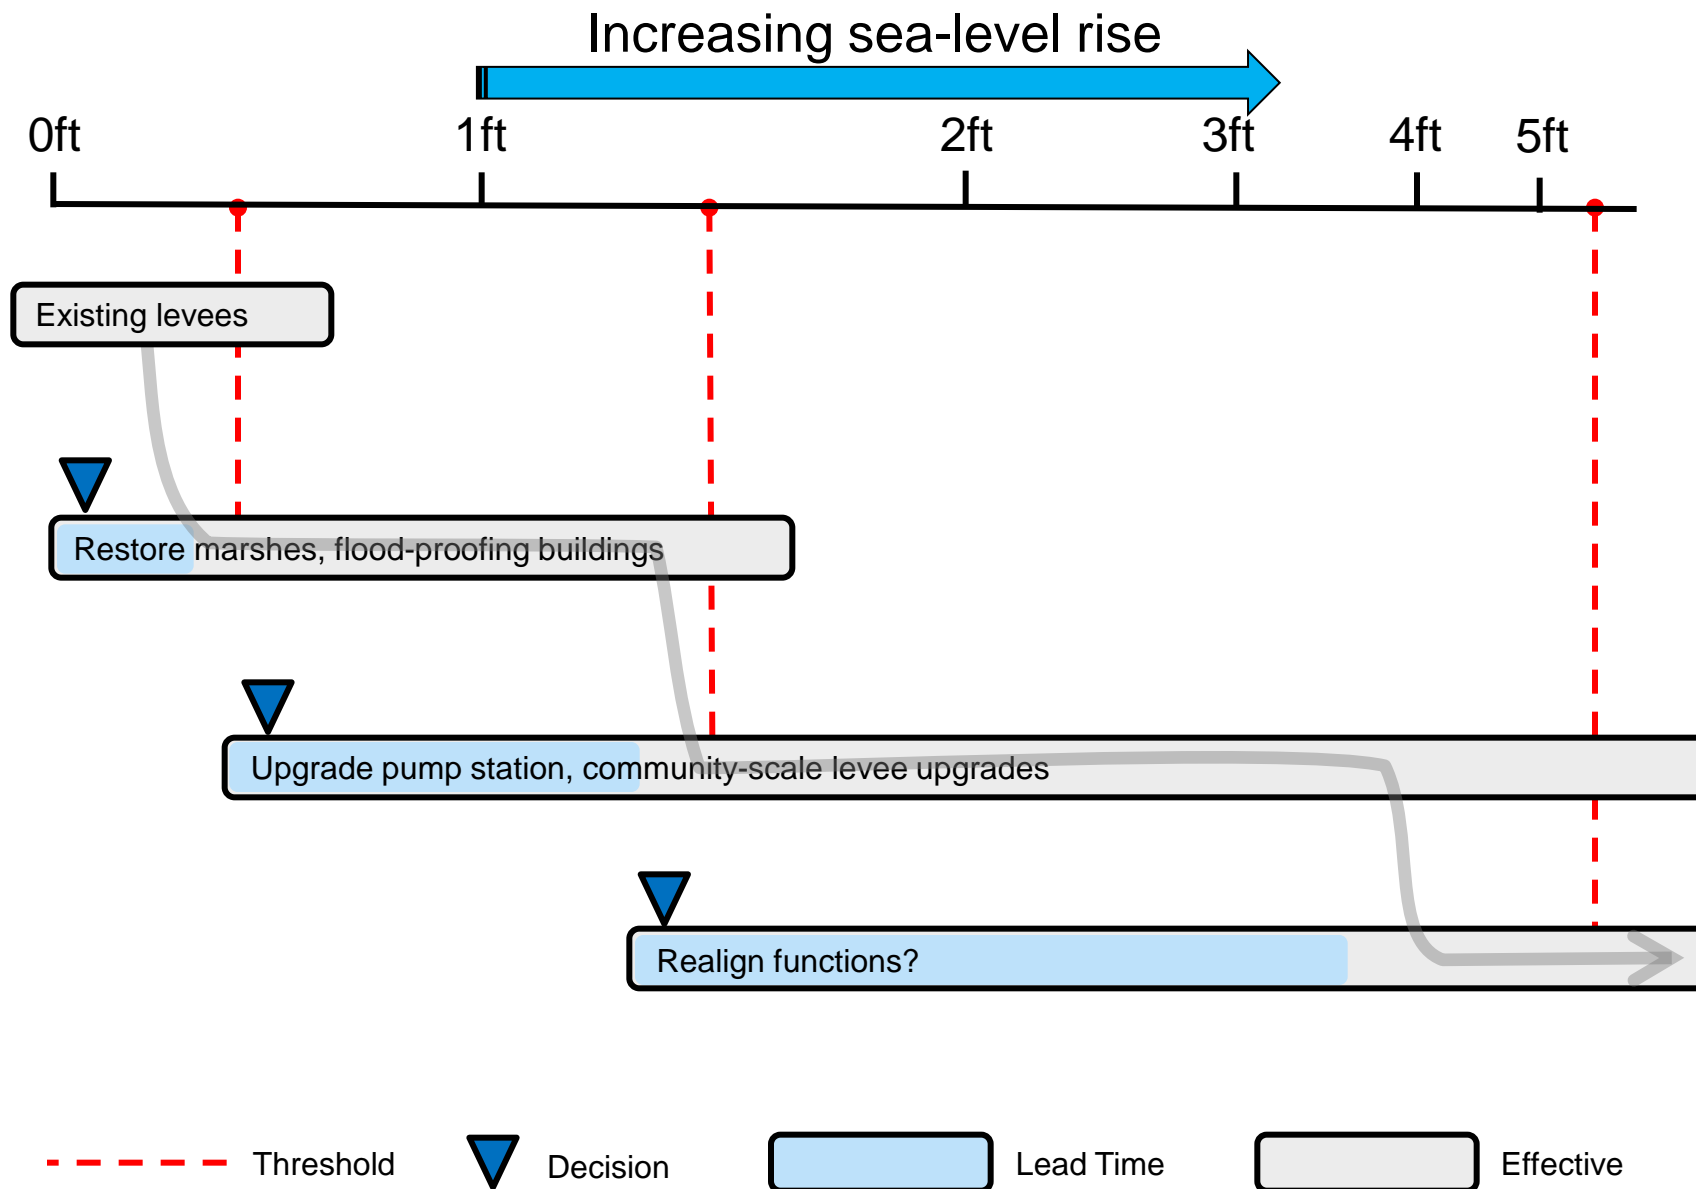 Increasing sea-level rise
0ft 1ft 2ft 3ft 4ft 5ft
Existing levees
Restore marshes, flood-proofing buildings
Upgrade pump station, community-scale levee upgrades
Realign functions?
Threshold Decision Lead Time Effective